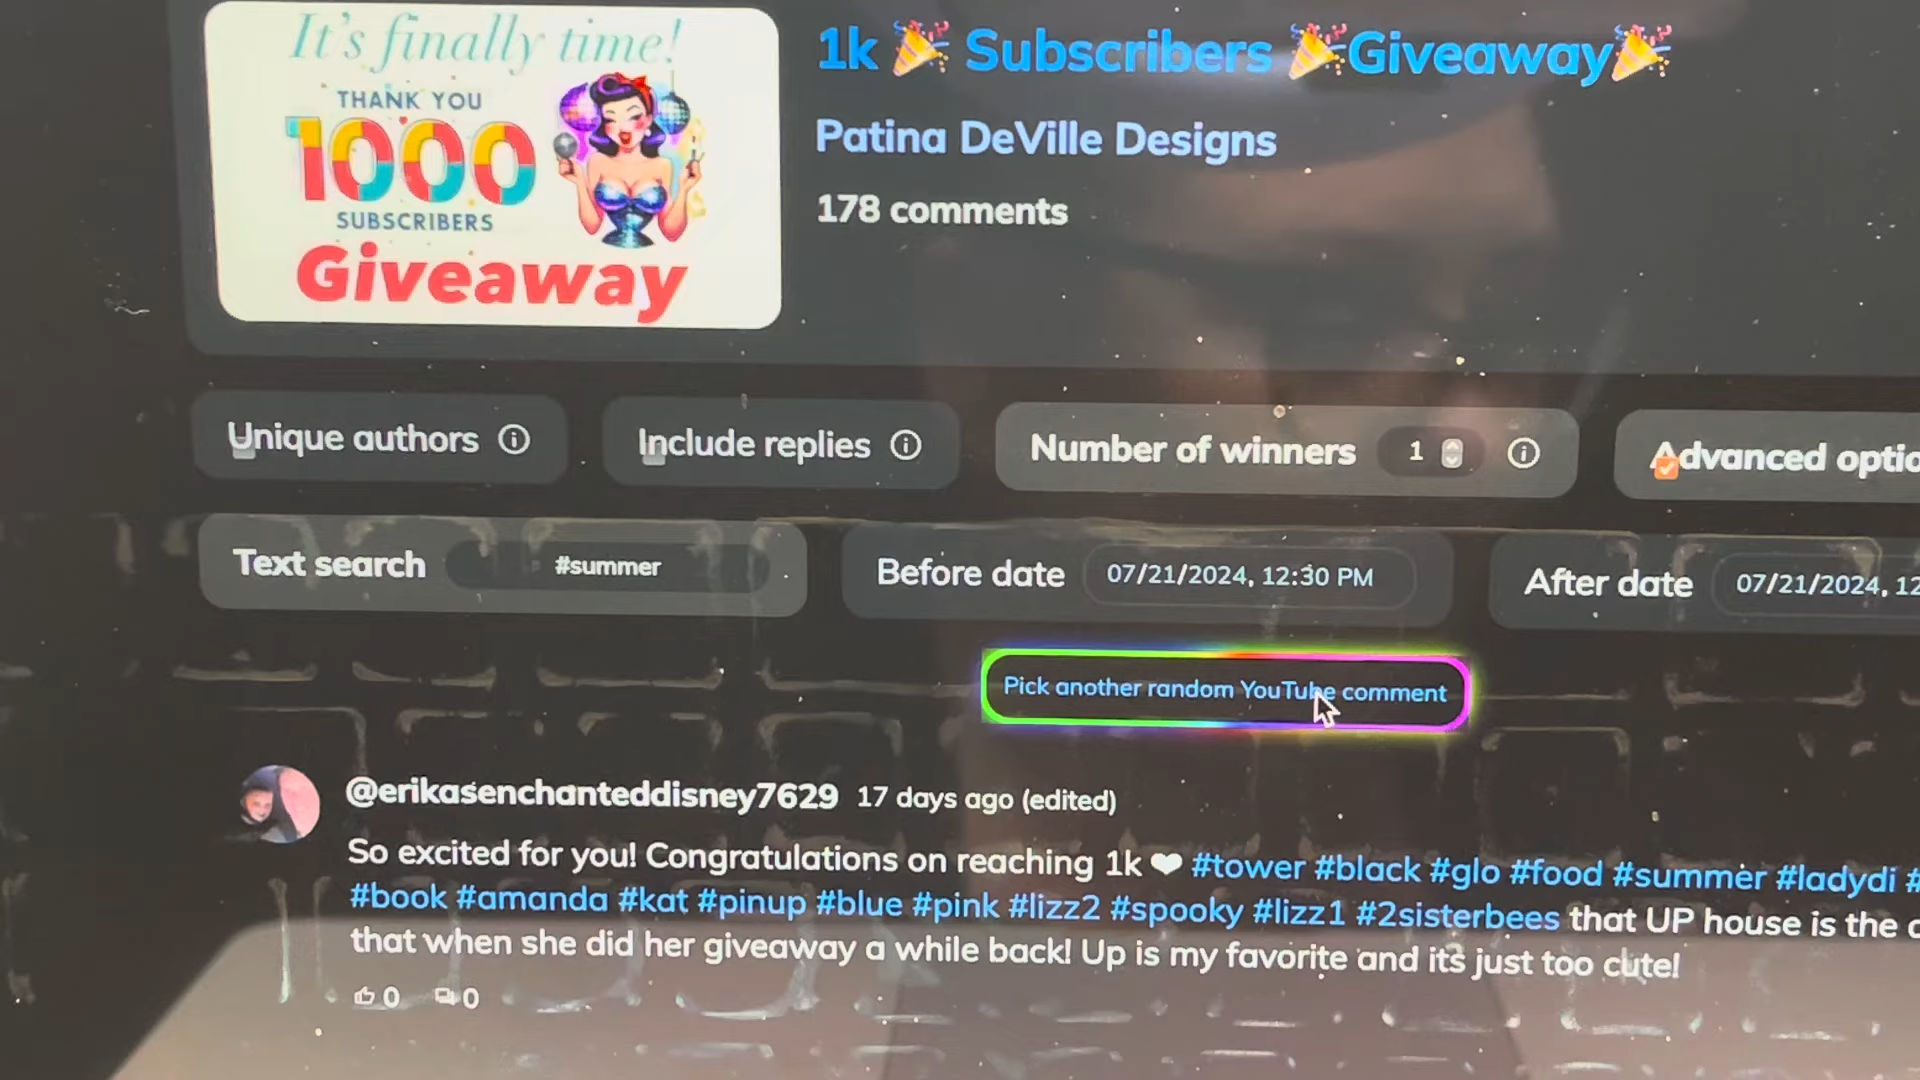 It's finally time!
THANK YOU
1000
SUBSCRIBERS
Giveaway
1k 🎉 Subscribers 🎉Giveaway🎉
Patina DeVille Designs
178 comments
Unique authors
Include replies
Number of winners 1
Advanced optio
Text search #summer
Before date 07/21/2024, 12:30 PM
After date 07/21/2024, 12
Pick another random YouTube comment
@erikasenchanteddisney7629 17 days ago (edited)
So excited for you! Congratulations on reaching 1k ❤ #tower #black #glo #food #summer #ladydi #
#book #amanda #kat #pinup #blue #pink #lizz2 #spooky #lizz1 #2sisterbees that UP house is the c
that when she did her giveaway a while back! Up is my favorite and its just too cute!
0 0